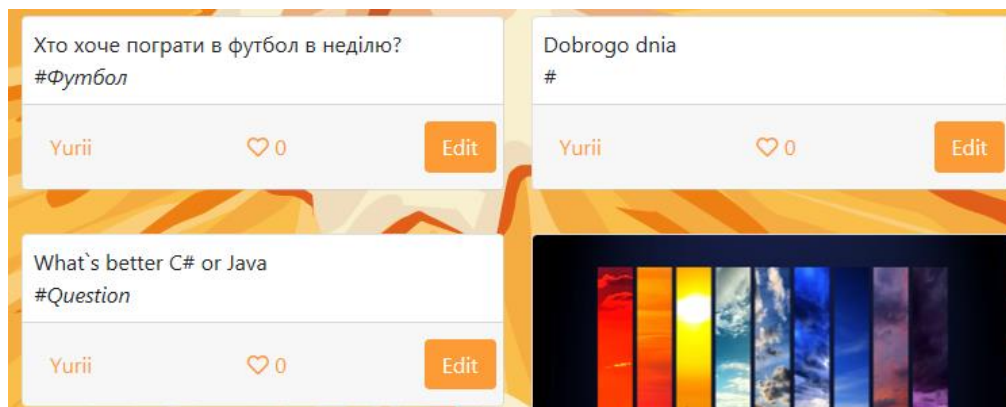 Хто хоче пограти в футбол в неділю?
#Футбол
Yurii
0
Edit
Dobrogo dnia
#
Yurii
0
Edit
What`s better C# or Java
#Question
Yurii
0
Edit